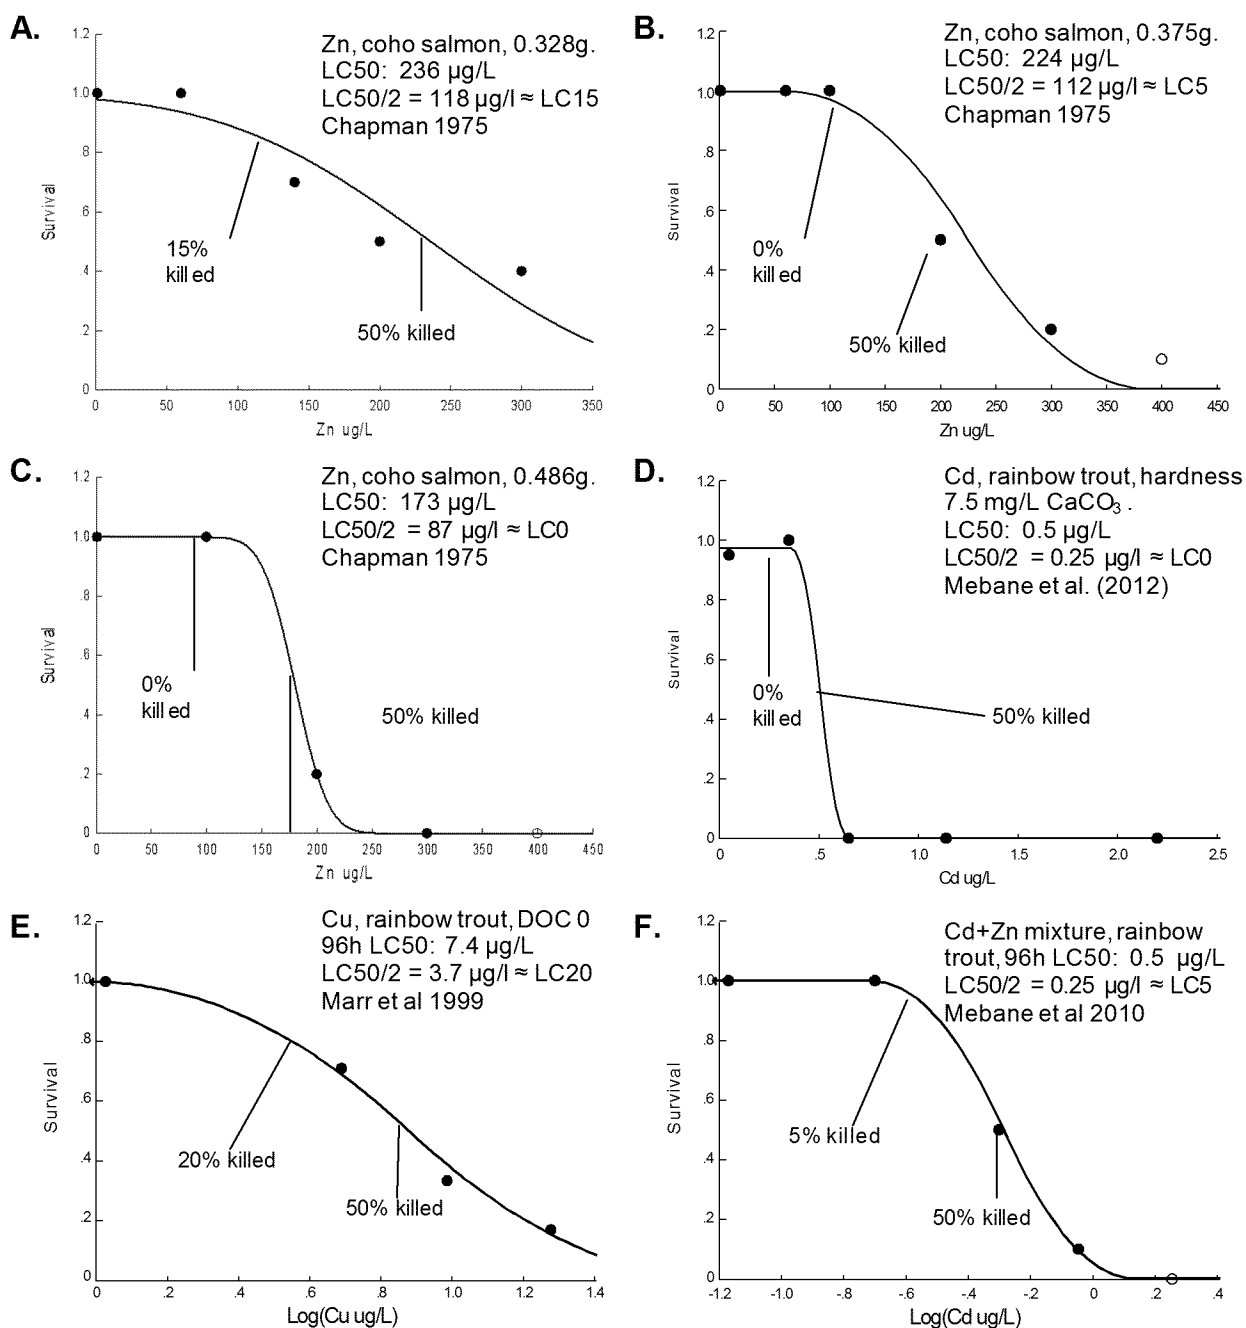 A.
Zn, coho salmon, 0.328g.
LC50: 236 µg/L
LC50/2 = 118 µg/l ≈ LC15
Chapman 1975
1.2
1.0
.8
.6
.4
.2
0
Survival
15%
killed
50% killed
0 50 100 150 200 250 300 350
Zn ug/L
B.
Zn, coho salmon, 0.375g.
LC50: 224 µg/L
LC50/2 = 112 µg/l ≈ LC5
Chapman 1975
1.2
1.0
.8
.6
.4
.2
0
Survival
0%
killed
50% killed
0 50 100 150 200 250 300 350 400 450
Zn ug/L
C.
Zn, coho salmon, 0.486g.
LC50: 173 µg/L
LC50/2 = 87 µg/l ≈ LC0
Chapman 1975
1.2
1.0
.8
.6
.4
.2
0
Survival
0%
killed
50% killed
0 50 100 150 200 250 300 350 400 450
Zn ug/L
D.
Cd, rainbow trout, hardness
7.5 mg/L CaCO₃ .
LC50: 0.5 µg/L
LC50/2 = 0.25 µg/l ≈ LC0
Mebane et al. (2012)
1.2
1.0
.8
.6
.4
.2
0
Survival
0%
killed
50% killed
0 .5 1.0 1.5 2.0 2.5
Cd ug/L
E.
Cu, rainbow trout, DOC 0
96h LC50: 7.4 µg/L
LC50/2 = 3.7 µg/l ≈ LC20
Marr et al 1999
1.2
1.0
.8
.6
.4
.2
0
Survival
20% killed
50% killed
0 .2 .4 .6 .8 1.0 1.2 1.4
Log(Cu ug/L)
F.
Cd+Zn mixture, rainbow
trout, 96h LC50: 0.5 µg/L
LC50/2 = 0.25 µg/l ≈ LC5
Mebane et al 2010
1.2
1.0
.8
.6
.4
.2
0
Survival
5% killed
50% killed
-1.2 -1.0 -.8 -.6 -.4 -.2 0 .2 .4
Log(Cd ug/L)